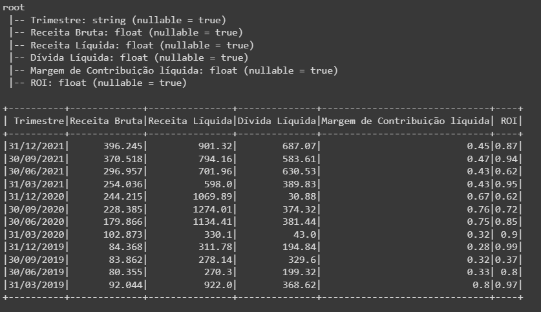 root
 |-- Trimestre: string (nullable = true)
 |-- Receita Bruta: float (nullable = true)
 |-- Receita Líquida: float (nullable = true)
 |-- Dívida Líquida: float (nullable = true)
 |-- Margem de Contribuição líquida: float (nullable = true)
 |-- ROI: float (nullable = true)
+----------+-------------+---------------+--------------+------------------------------+----+
| Trimestre|Receita Bruta|Receita Líquida|Dívida Líquida|Margem de Contribuição líquida| ROI|
+----------+-------------+---------------+--------------+------------------------------+----+
|31/12/2021| 396.245| 901.32| 687.07| 0.45|0.87|
|30/09/2021| 370.518| 794.16| 583.61| 0.47|0.94|
|30/06/2021| 296.957| 701.96| 630.53| 0.43|0.62|
|31/03/2021| 254.036| 598.0| 389.83| 0.43|0.95|
|31/12/2020| 244.215| 1069.89| 30.88| 0.67|0.62|
|30/09/2020| 228.385| 1274.01| 374.32| 0.76|0.72|
|30/06/2020| 179.866| 1134.41| 381.44| 0.75|0.85|
|31/03/2020| 102.873| 330.1| 43.0| 0.32| 0.9|
|31/12/2019| 84.368| 311.78| 194.84| 0.28|0.99|
|30/09/2019| 83.862| 278.14| 329.6| 0.32|0.37|
|30/06/2019| 80.355| 270.3| 199.32| 0.33| 0.8|
|31/03/2019| 92.044| 922.0| 368.62| 0.8|0.97|
+----------+-------------+---------------+--------------+------------------------------+----+